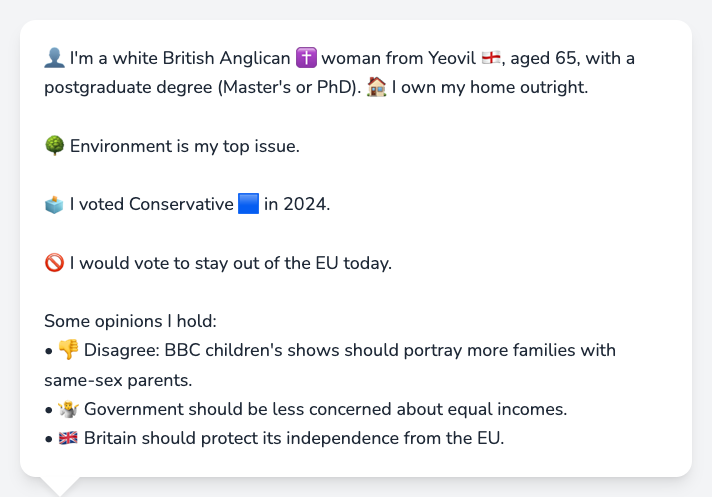 👤 I'm a white British Anglican ✝️ woman from Yeovil 🏴󠁧󠁢󠁥󠁮󠁧󠁿, aged 65, with a
postgraduate degree (Master's or PhD). 🏠 I own my home outright.
🌳 Environment is my top issue.
🗳️ I voted Conservative 🟦 in 2024.
🚫 I would vote to stay out of the EU today.
Some opinions I hold:
• 👎 Disagree: BBC children's shows should portray more families with
same-sex parents.
• 🤷 Government should be less concerned about equal incomes.
• 🇬🇧 Britain should protect its independence from the EU.